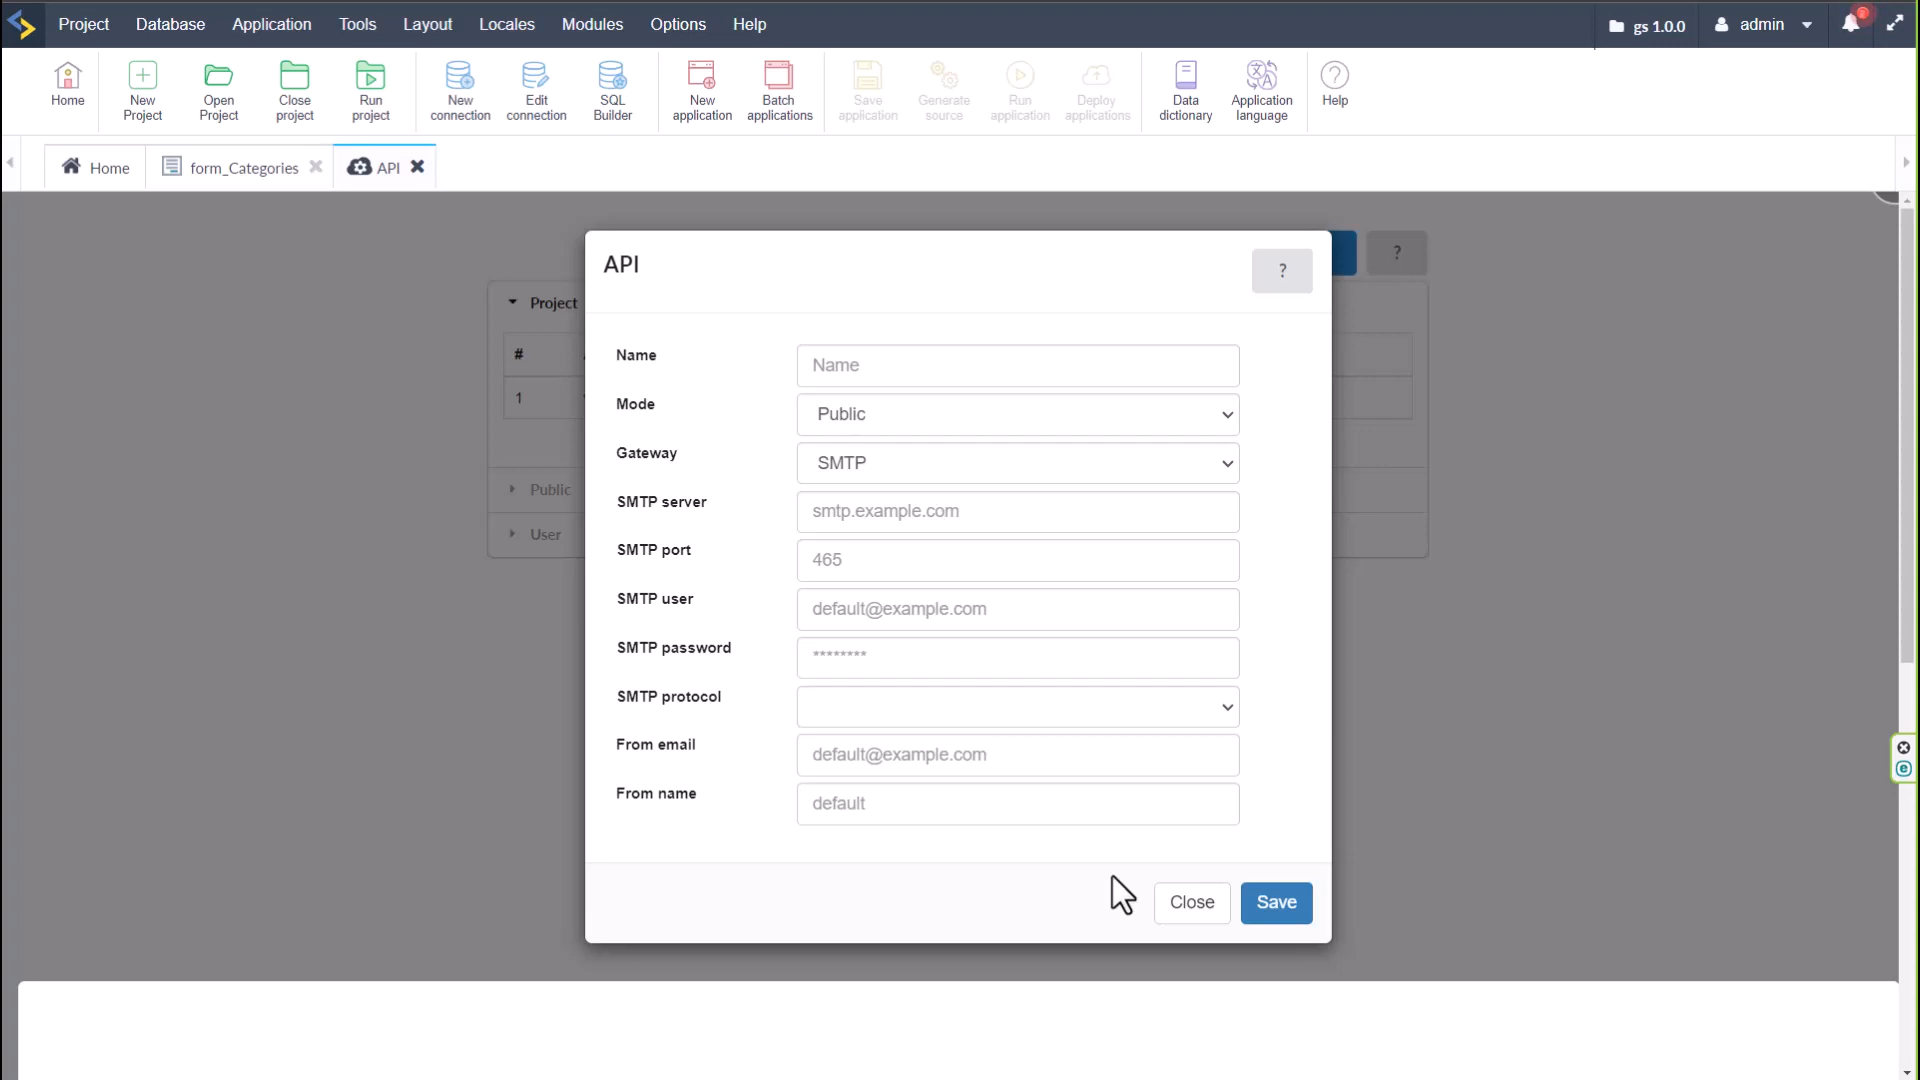 Project Database Application Tools Layout Locales Modules Options Help
gs 1.0.0
admin
Home
New Project
Open Project
Close project
Run project
New connection
Edit connection
SQL Builder
New application
Batch applications
Save application
Generate source
Run application
Deploy applications
Data dictionary
Application language
Help
Home
form_Categories
API
?
Project
#
1
Public
User
API
?
Name
Name
Mode
Public
Gateway
SMTP
SMTP server
smtp.example.com
SMTP port
465
SMTP user
default@example.com
SMTP password
********
SMTP protocol
From email
default@example.com
From name
default
Close
Save